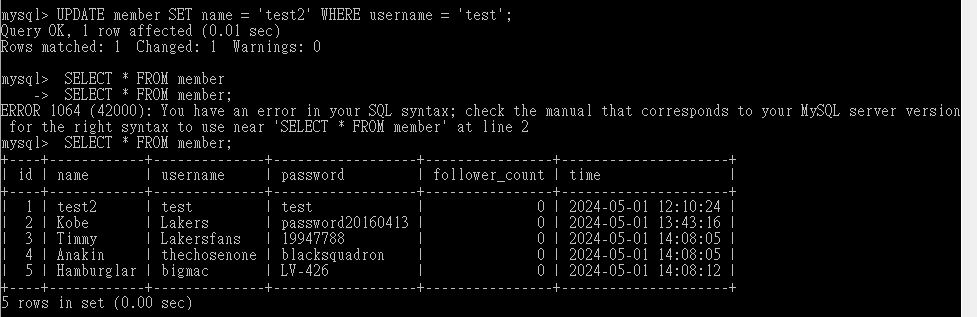 mysql> UPDATE member SET name = 'test2' WHERE username = 'test';
Query OK, 1 row affected (0.01 sec)
Rows matched: 1  Changed: 1  Warnings: 0

mysql>  SELECT * FROM member
    ->  SELECT * FROM member;
ERROR 1064 (42000): You have an error in your SQL syntax; check the manual that corresponds to your MySQL server version
 for the right syntax to use near 'SELECT * FROM member' at line 2
mysql>  SELECT * FROM member;
+----+------------+--------------+------------------+----------------+---------------------+
| id | name       | username     | password         | follower_count | time                |
+----+------------+--------------+------------------+----------------+---------------------+
|  1 | test2      | test         | test             |              0 | 2024-05-01 12:10:24 |
|  2 | Kobe       | Lakers       | password20160413 |              0 | 2024-05-01 13:43:16 |
|  3 | Timmy      | Lakersfans   | 19947788         |              0 | 2024-05-01 14:08:05 |
|  4 | Anakin     | thechosenone | blacksquadron    |              0 | 2024-05-01 14:08:05 |
|  5 | Hamburglar | bigmac       | LV-426           |              0 | 2024-05-01 14:08:12 |
+----+------------+--------------+------------------+----------------+---------------------+
5 rows in set (0.00 sec)